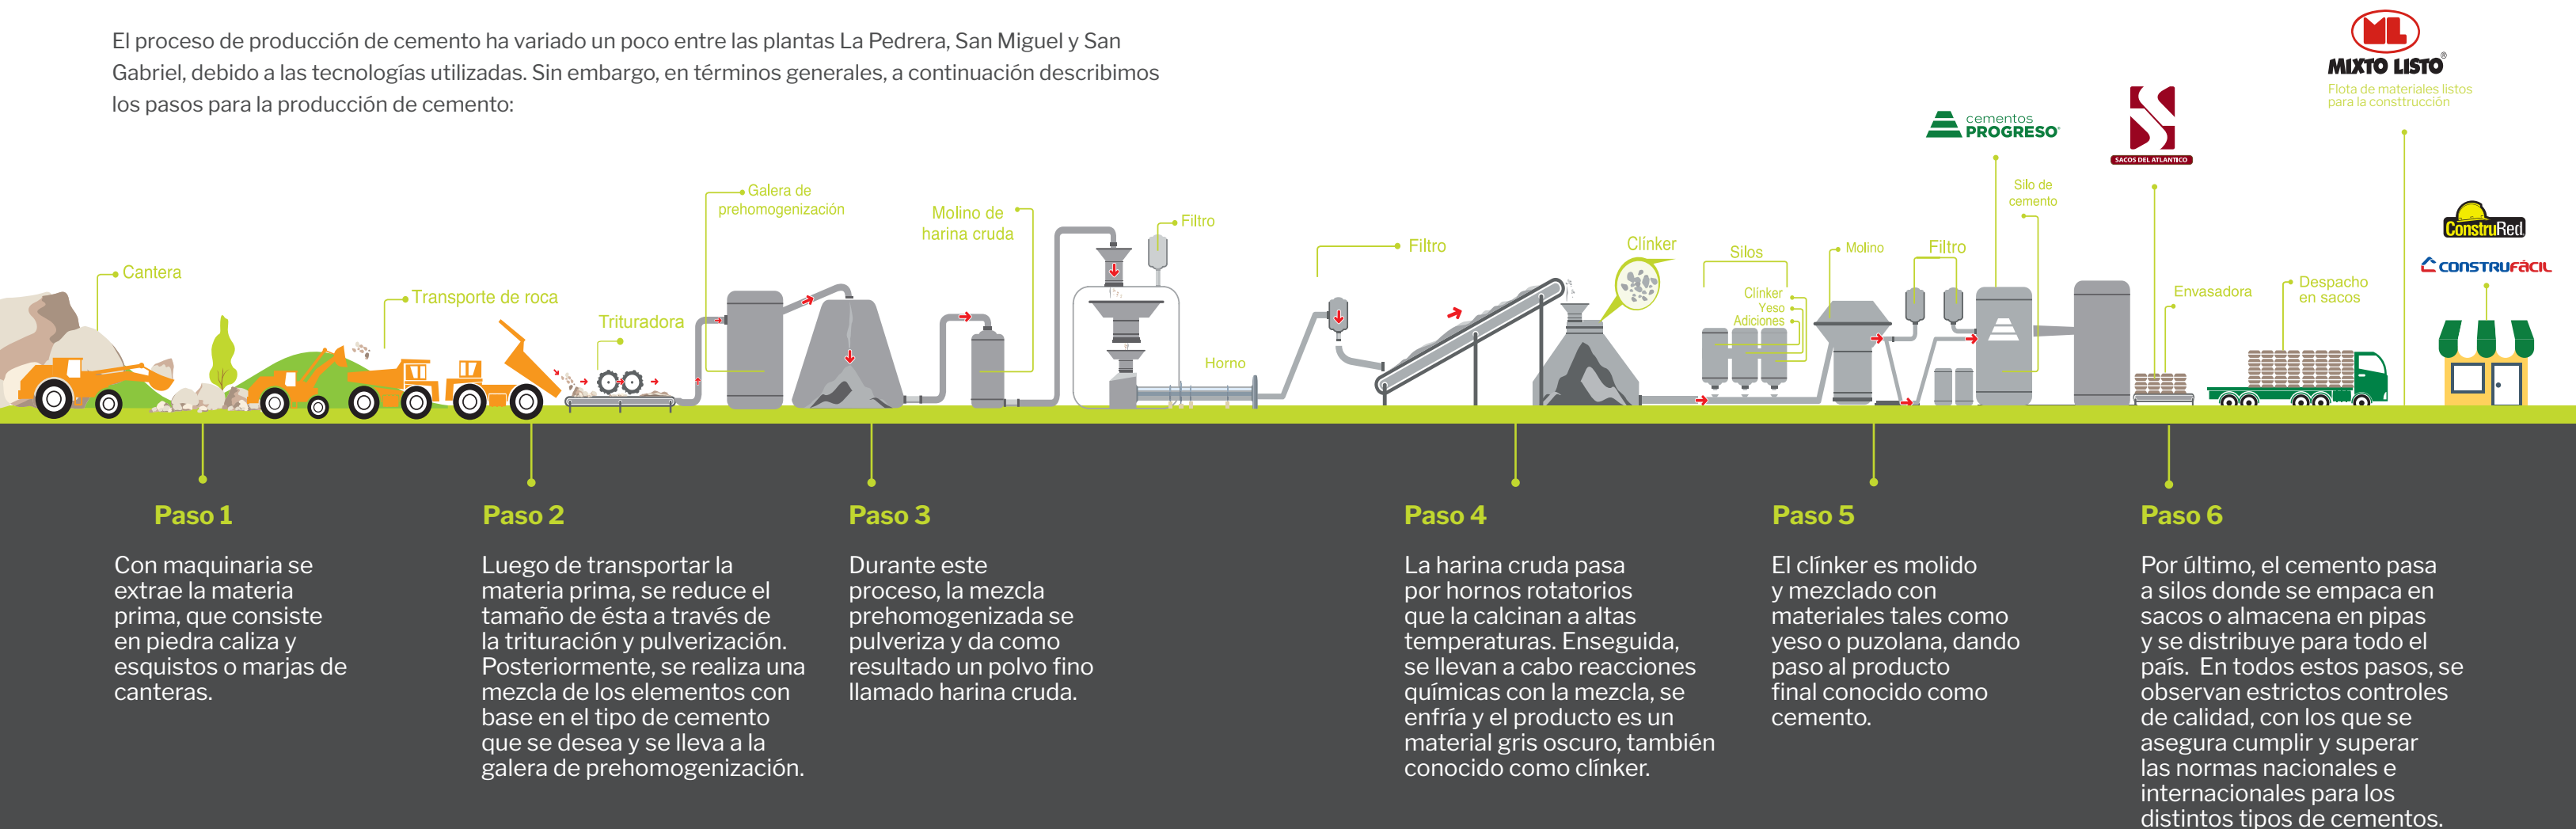 El proceso de producción de cemento ha variado un poco entre las plantas La Pedrera, San Miguel y San
Gabriel, debido a las tecnologías utilizadas. Sin embargo, en términos generales, a continuación describimos
los pasos para la producción de cemento:
ML
MIXTO LISTO®
Flota de materiales listos
para la consttrucción
cementos
PROGRESO
SACOS DEL ATLANTICO
ConstruRed
CONSTRUFÁCIL
Cantera
Transporte de roca
Trituradora
Galera de
prehomogenización
Molino de
harina cruda
Filtro
Horno
Filtro
Clínker
Silos
Clínker
Yeso
Adiciones
Molino
Filtro
Silo de
cemento
Envasadora
Despacho
en sacos
Paso 1
Con maquinaria se
extrae la materia
prima, que consiste
en piedra caliza y
esquistos o marjas de
canteras.
Paso 2
Luego de transportar la
materia prima, se reduce el
tamaño de ésta a través de
la trituración y pulverización.
Posteriormente, se realiza una
mezcla de los elementos con
base en el tipo de cemento
que se desea y se lleva a la
galera de prehomogenización.
Paso 3
Durante este
proceso, la mezcla
prehomogenizada se
pulveriza y da como
resultado un polvo fino
llamado harina cruda.
Paso 4
La harina cruda pasa
por hornos rotatorios
que la calcinan a altas
temperaturas. Enseguida,
se llevan a cabo reacciones
químicas con la mezcla, se
enfría y el producto es un
material gris oscuro, también
conocido como clínker.
Paso 5
El clínker es molido
y mezclado con
materiales tales como
yeso o puzolana, dando
paso al producto
final conocido como
cemento.
Paso 6
Por último, el cemento pasa
a silos donde se empaca en
sacos o almacena en pipas
y se distribuye para todo el
país. En todos estos pasos, se
observan estrictos controles
de calidad, con los que se
asegura cumplir y superar
las normas nacionales e
internacionales para los
distintos tipos de cementos.